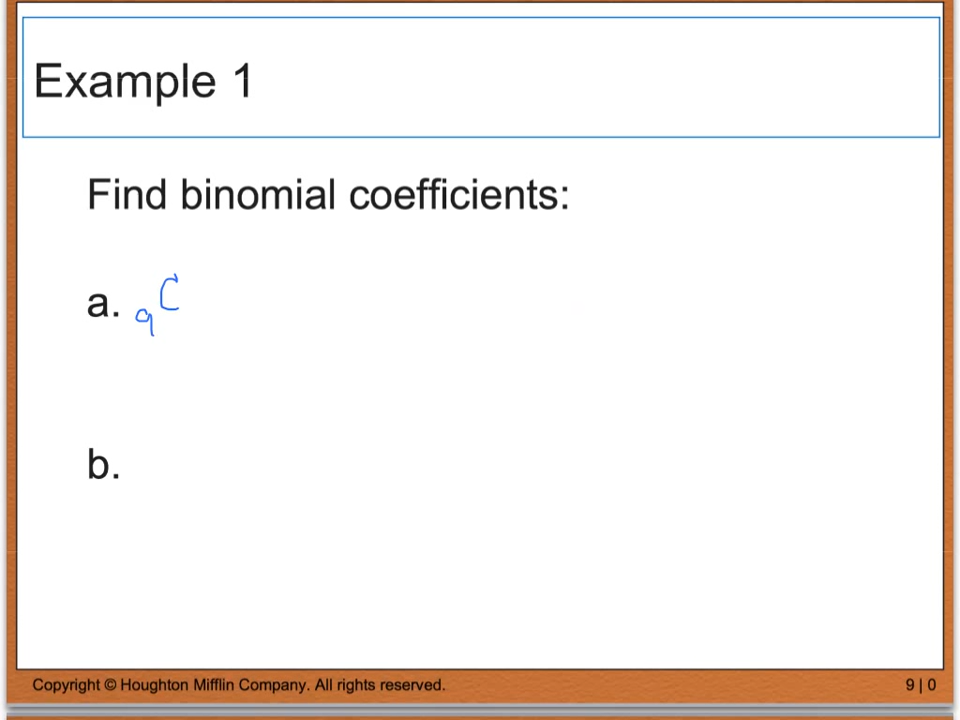 Example 1
Find binomial coefficients:
a. ₉C
b.
Copyright © Houghton Mifflin Company. All rights reserved.
9 | 0